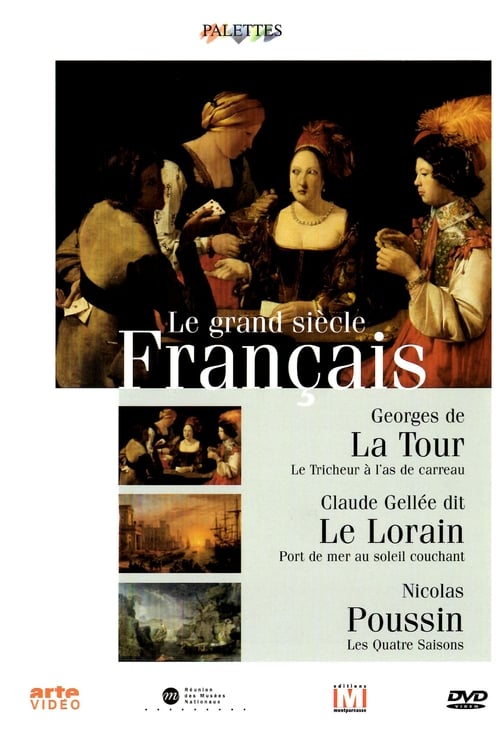 PALETTES
Le grand siècle
Français
Georges de
La Tour
Le Tricheur à l'as de carreau
Claude Gellée dit
Le Lorain
Port de mer au soleil couchant
Nicolas
Poussin
Les Quatre Saisons
arte
VIDÉO
m
Réunion
des Musées
Nationaux
editions
M
montparnasse
DVD
VIDEO